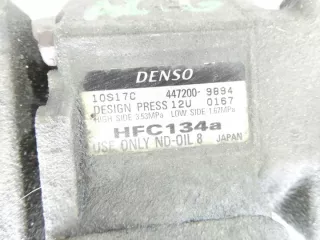 DENSO
10S17C 447200-9894
DESIGN PRESS 12U 0167
HIGH SIDE 3.53MPa LOW SIDE 1.67MPa
HFC134a
USE ONLY ND-OIL 8 JAPAN